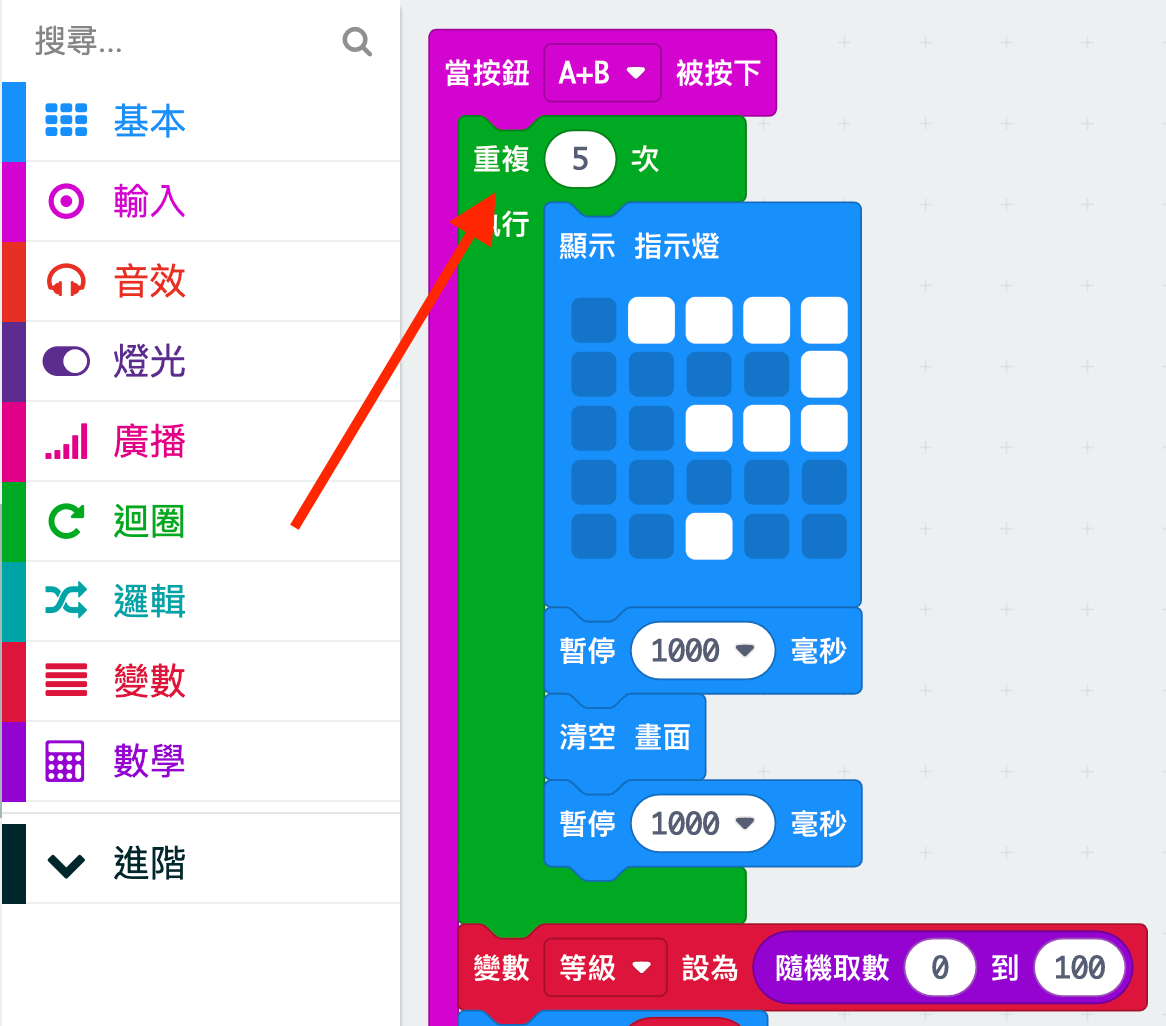 搜尋...
基本
輸入
音效
燈光
廣播
迴圈
邏輯
變數
數學
進階
當按鈕 A+B 被按下
重複 5 次
行
顯示 指示燈
暫停 1000 毫秒
清空 畫面
暫停 1000 毫秒
變數 等級 設為 隨機取數 0 到 100